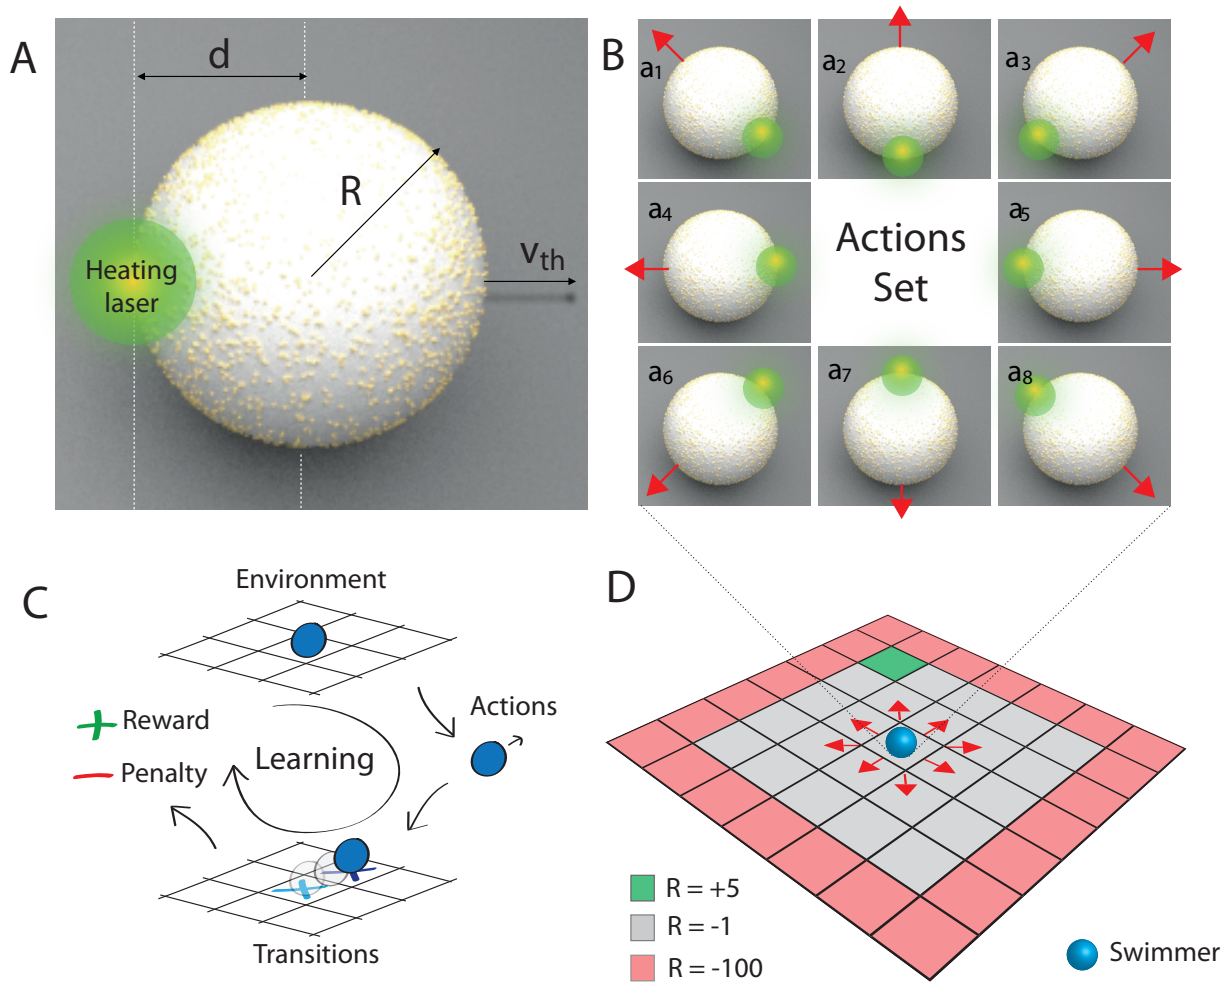 A
d
R
Heating
laser
vth
B
a1
a2
a3
a4
Actions
Set
a5
a6
a7
a8
C
Environment
Actions
Reward
Penalty
Learning
Transitions
D
R = +5
R = -1
R = -100
Swimmer